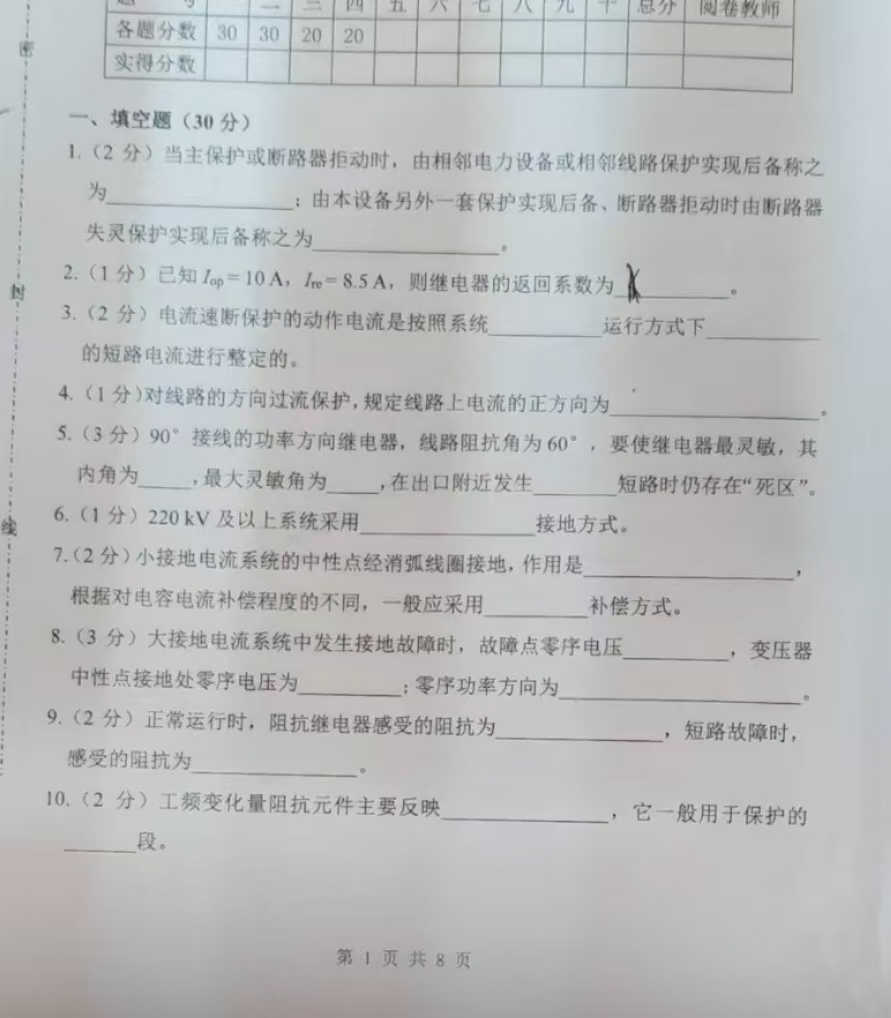 号 二 三 四 五 六 七 八 九 十 总分 阅卷教师
各题分数 30 30 20 20
实得分数
密
封
线
一、填空题（30 分）
1.（2 分）当主保护或断路器拒动时，由相邻电力设备或相邻线路保护实现后备称之
为________；由本设备另外一套保护实现后备、断路器拒动时由断路器
失灵保护实现后备称之为________。
2.（1 分）已知 Iop＝10 A，Ire＝8.5 A，则继电器的返回系数为________。
3.（2 分）电流速断保护的动作电流是按照系统________运行方式下________
的短路电流进行整定的。
4.（1 分）对线路的方向过流保护，规定线路上电流的正方向为________。
5.（3 分）90°接线的功率方向继电器，线路阻抗角为 60°，要使继电器最灵敏，其
内角为____，最大灵敏角为____，在出口附近发生______短路时仍存在“死区”。
6.（1 分）220 kV 及以上系统采用________接地方式。
7.（2 分）小接地电流系统的中性点经消弧线圈接地，作用是________，
根据对电容电流补偿程度的不同，一般应采用________补偿方式。
8.（3 分）大接地电流系统中发生接地故障时，故障点零序电压________，变压器
中性点接地处零序电压为________；零序功率方向为________。
9.（2 分）正常运行时，阻抗继电器感受的阻抗为________，短路故障时，
感受的阻抗为________。
10.（2 分）工频变化量阻抗元件主要反映________，它一般用于保护的
______段。
第 1 页 共 8 页